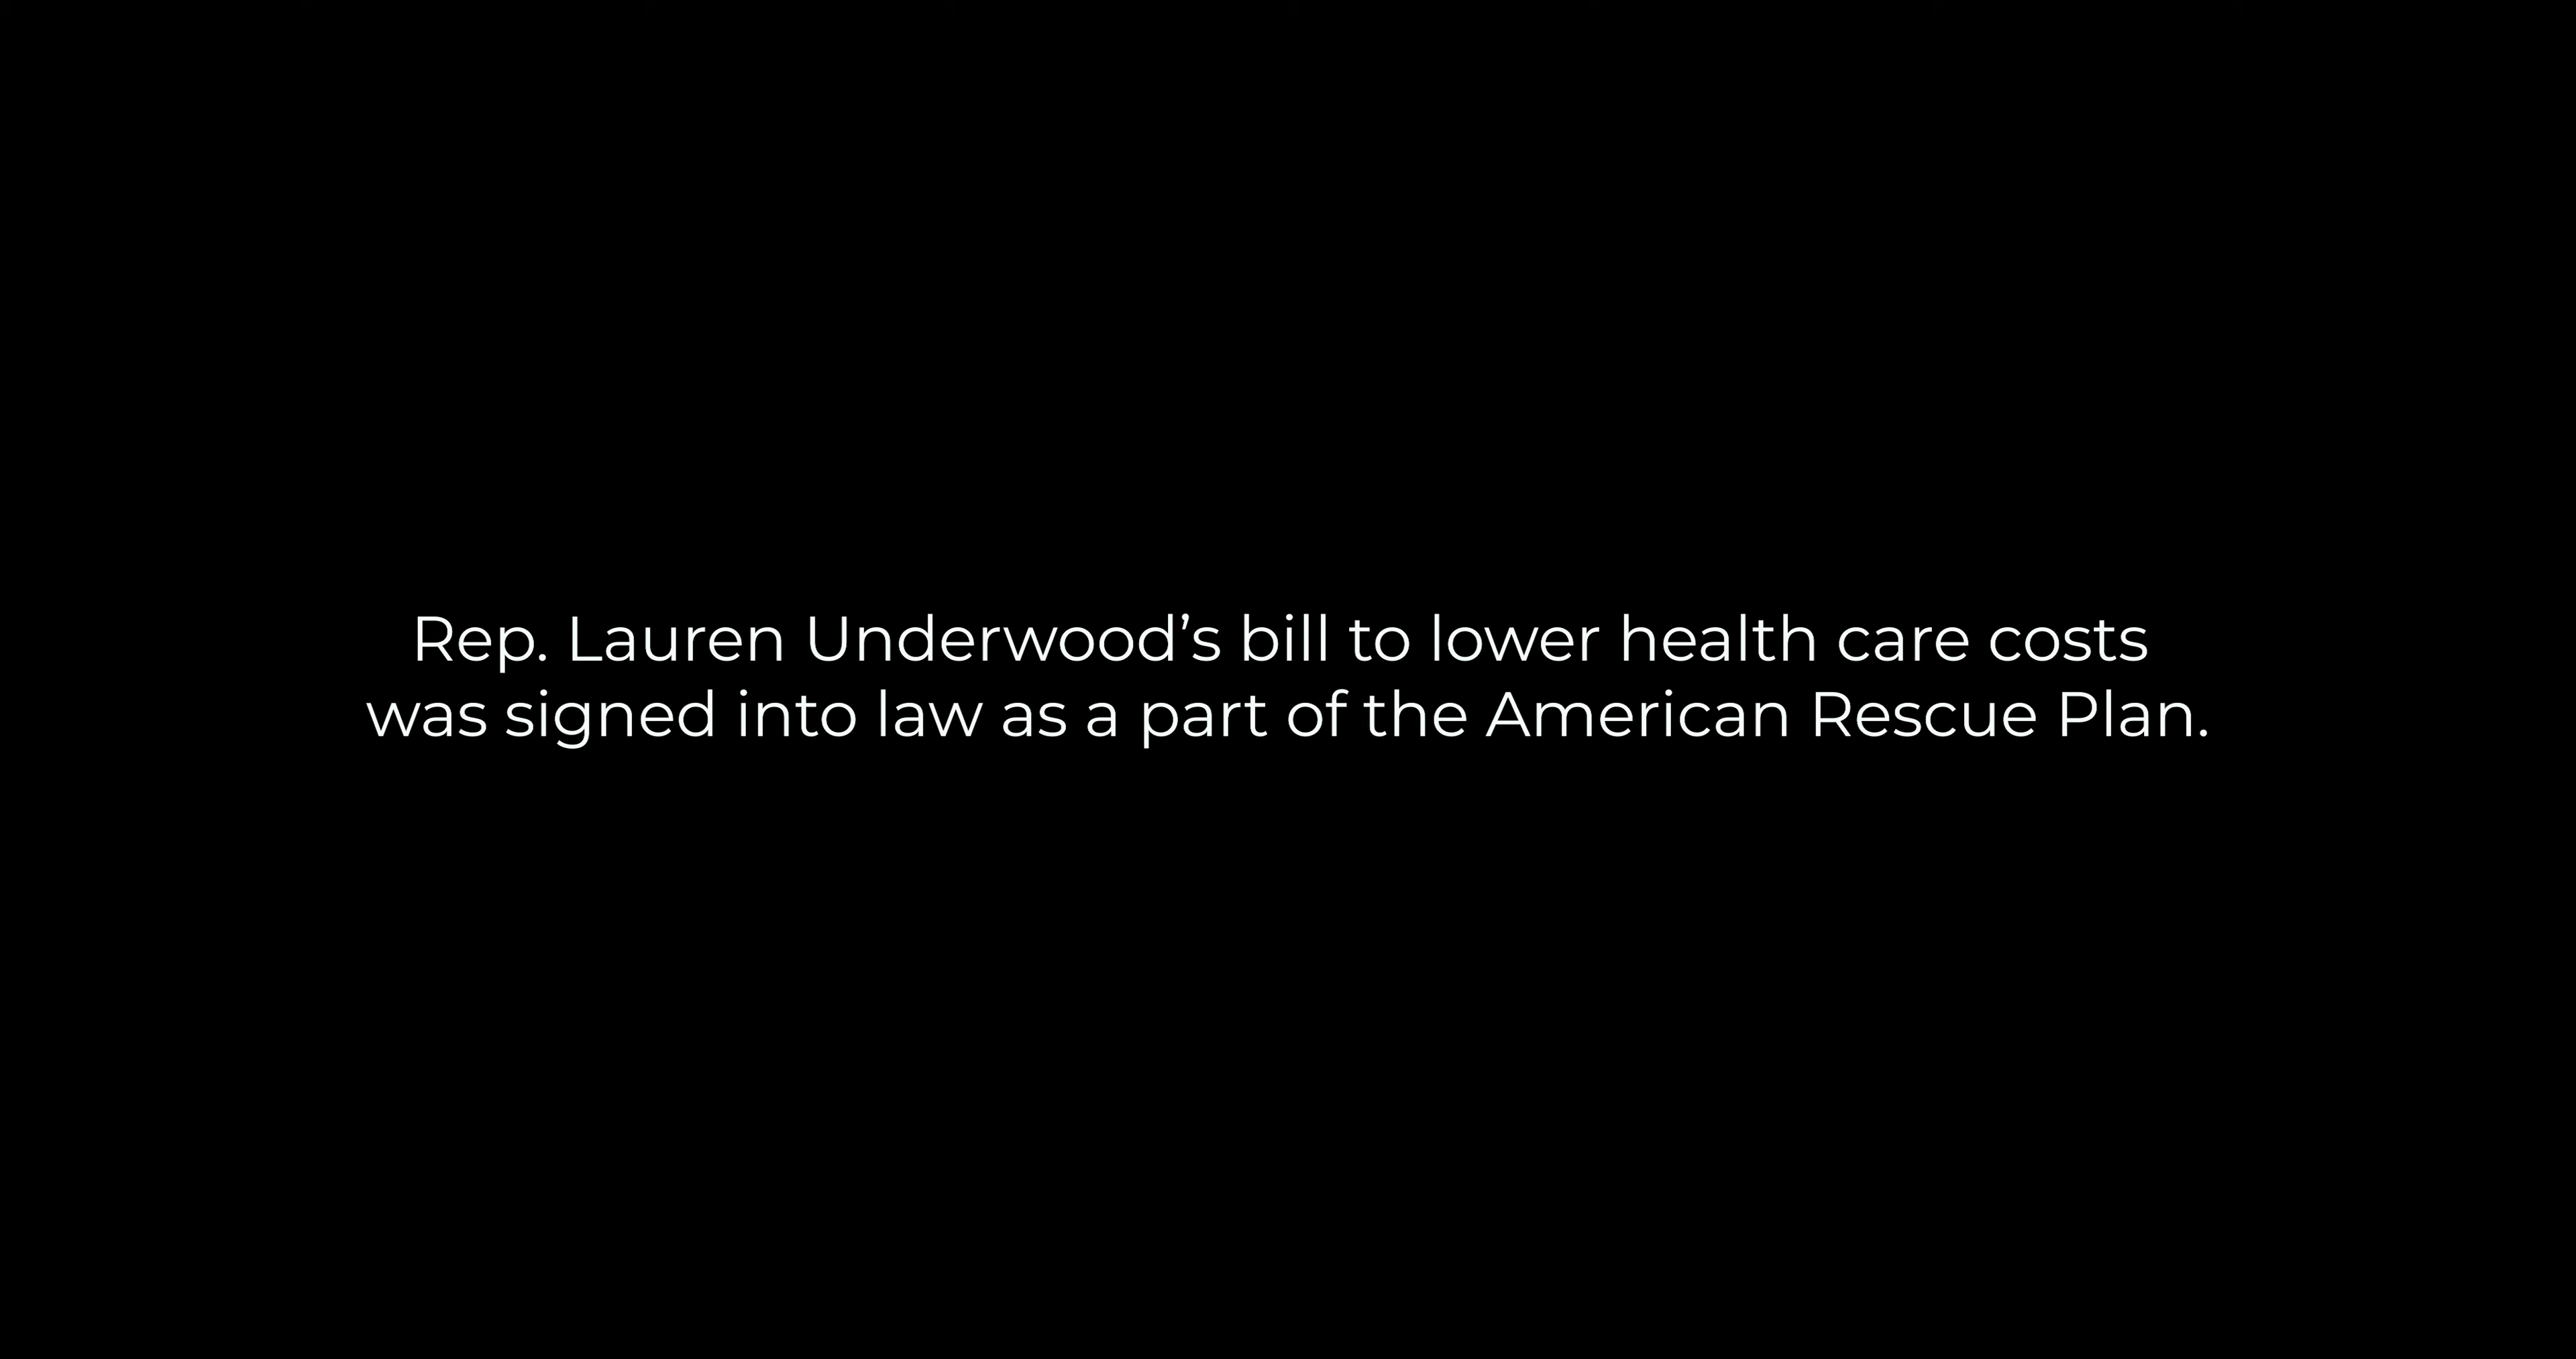 Rep. Lauren Underwood’s bill to lower health care costs
was signed into law as a part of the American Rescue Plan.